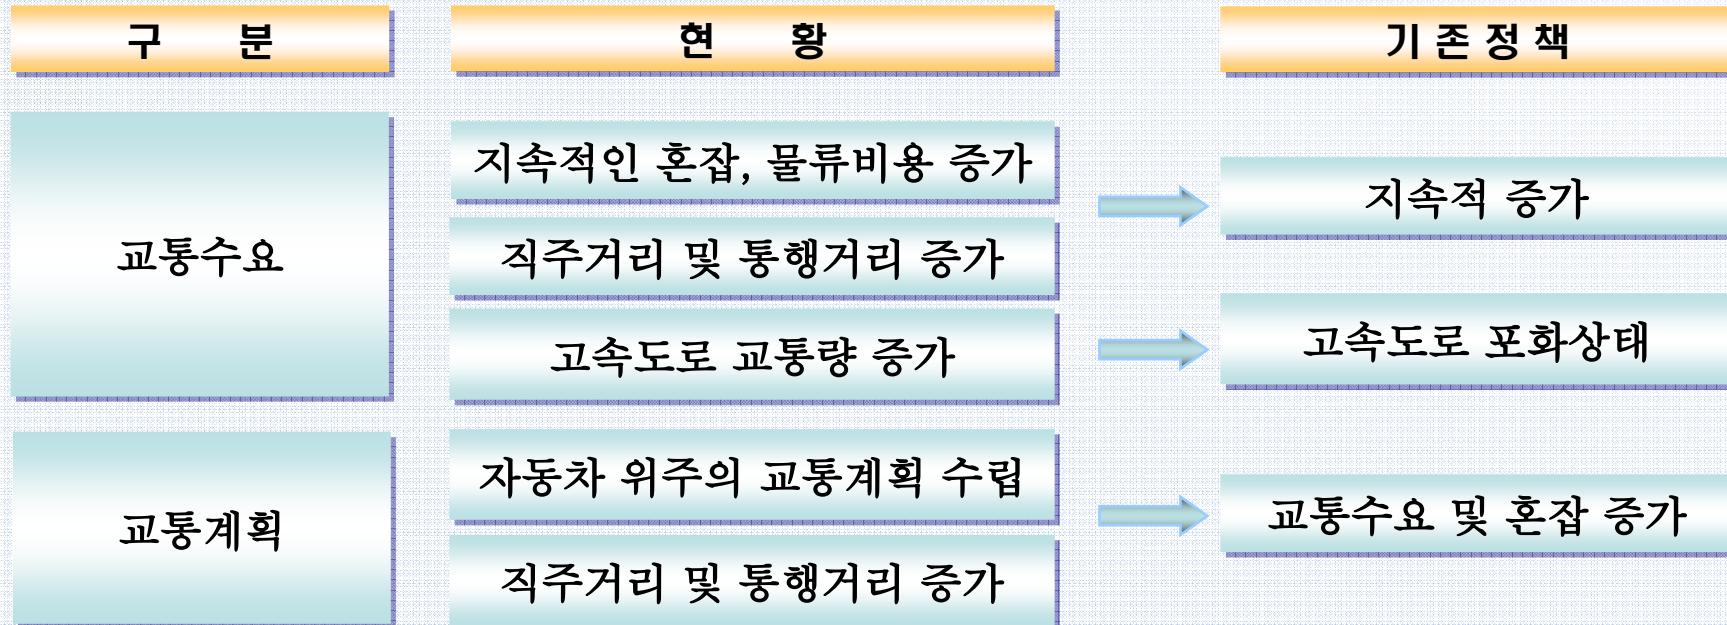 구 분
현 황
기존정책
교통수요
지속적인 혼잡, 물류비용 증가
직주거리 및 통행거리 증가
고속도로 교통량 증가
지속적 증가
고속도로 포화상태
교통계획
자동차 위주의 교통계획 수립
직주거리 및 통행거리 증가
교통수요 및 혼잡 증가